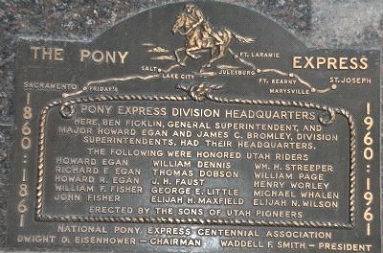 THE PONY EXPRESS
FT. LARAMIE
SALT LAKE CITY
JULESBURG
FT. KEARNY
MARYSVILLE
ST. JOSEPH
SACRAMENTO
FRIDAY'S
1860-1861
1960-1961
PONY EXPRESS DIVISION HEADQUARTERS
HERE, BEN FICKLIN, GENERAL SUPERINTENDENT, AND
MAJOR HOWARD EGAN AND JAMES C. BROMLEY, DIVISION
SUPERINTENDENTS, HAD THEIR HEADQUARTERS.
THE FOLLOWING WERE HONORED UTAH RIDERS
HOWARD EGAN WILLIAM DENNIS WM. H. STREEPER
RICHARD E. EGAN THOMAS DOBSON WILLIAM PAGE
HOWARD R. EGAN J. H. FAUST HENRY WORLEY
WILLIAM F. FISHER GEORGE E. LITTLE MICHAEL WHALEN
JOHN FISHER ELIJAH H. MAXFIELD ELIJAH N. WILSON
ERECTED BY THE SONS OF UTAH PIONEERS
NATIONAL PONY EXPRESS CENTENNIAL ASSOCIATION
DWIGHT D. EISENHOWER - CHAIRMAN WADDELL F. SMITH - PRESIDENT